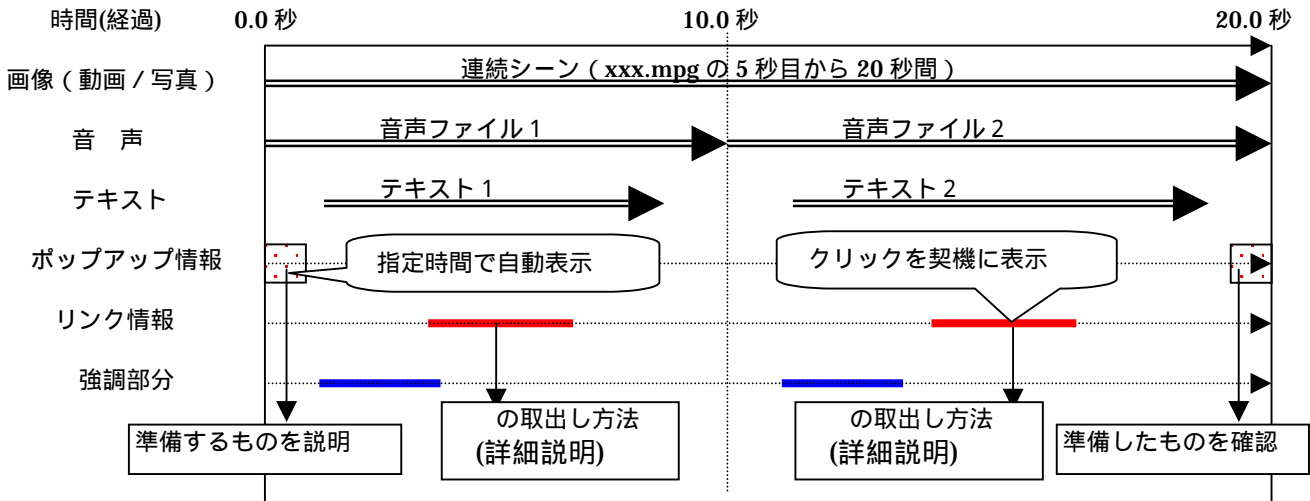 時間(経過) 0.0 秒 10.0 秒 20.0 秒
画像（動画 / 写真） 連続シーン（xxx.mpg の 5 秒目から 20 秒間）
音　声 音声ファイル 1 音声ファイル 2
テキスト テキスト 1 テキスト 2
ポップアップ情報 指定時間で自動表示 クリックを契機に表示
リンク情報
強調部分
準備するものを説明
の取出し方法
(詳細説明)
の取出し方法
(詳細説明)
準備したものを確認